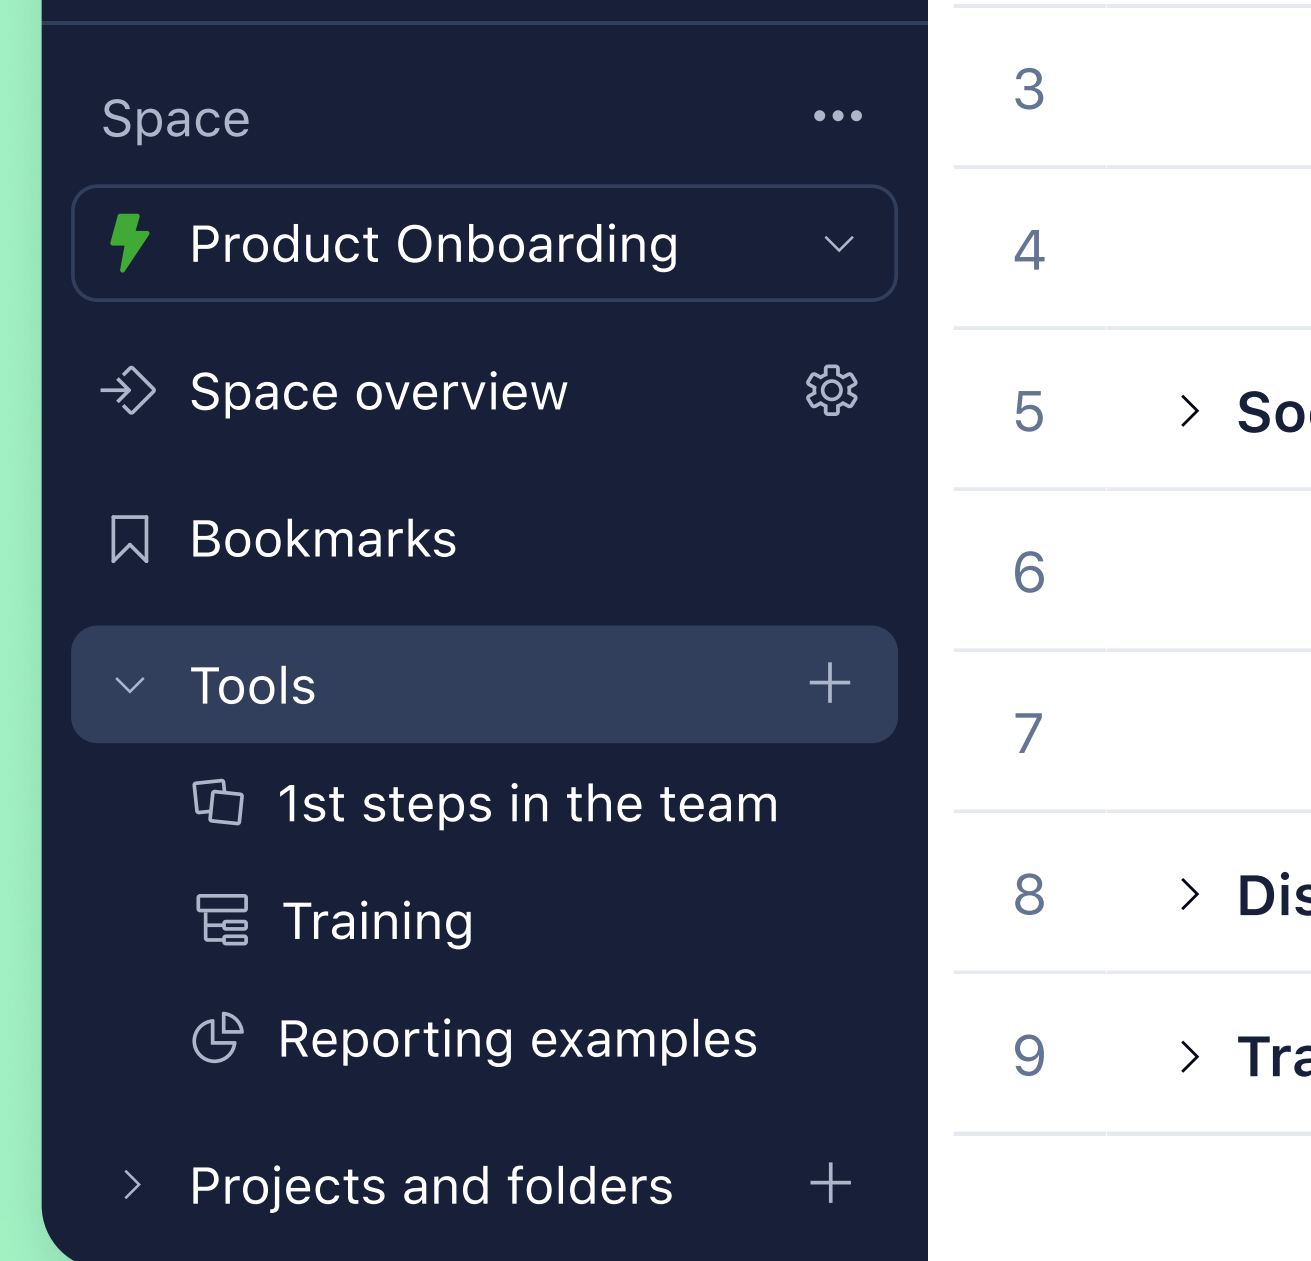 Space
Product Onboarding
Space overview
Bookmarks
Tools
1st steps in the team
Training
Reporting examples
Projects and folders
3
4
5
6
7
8
9